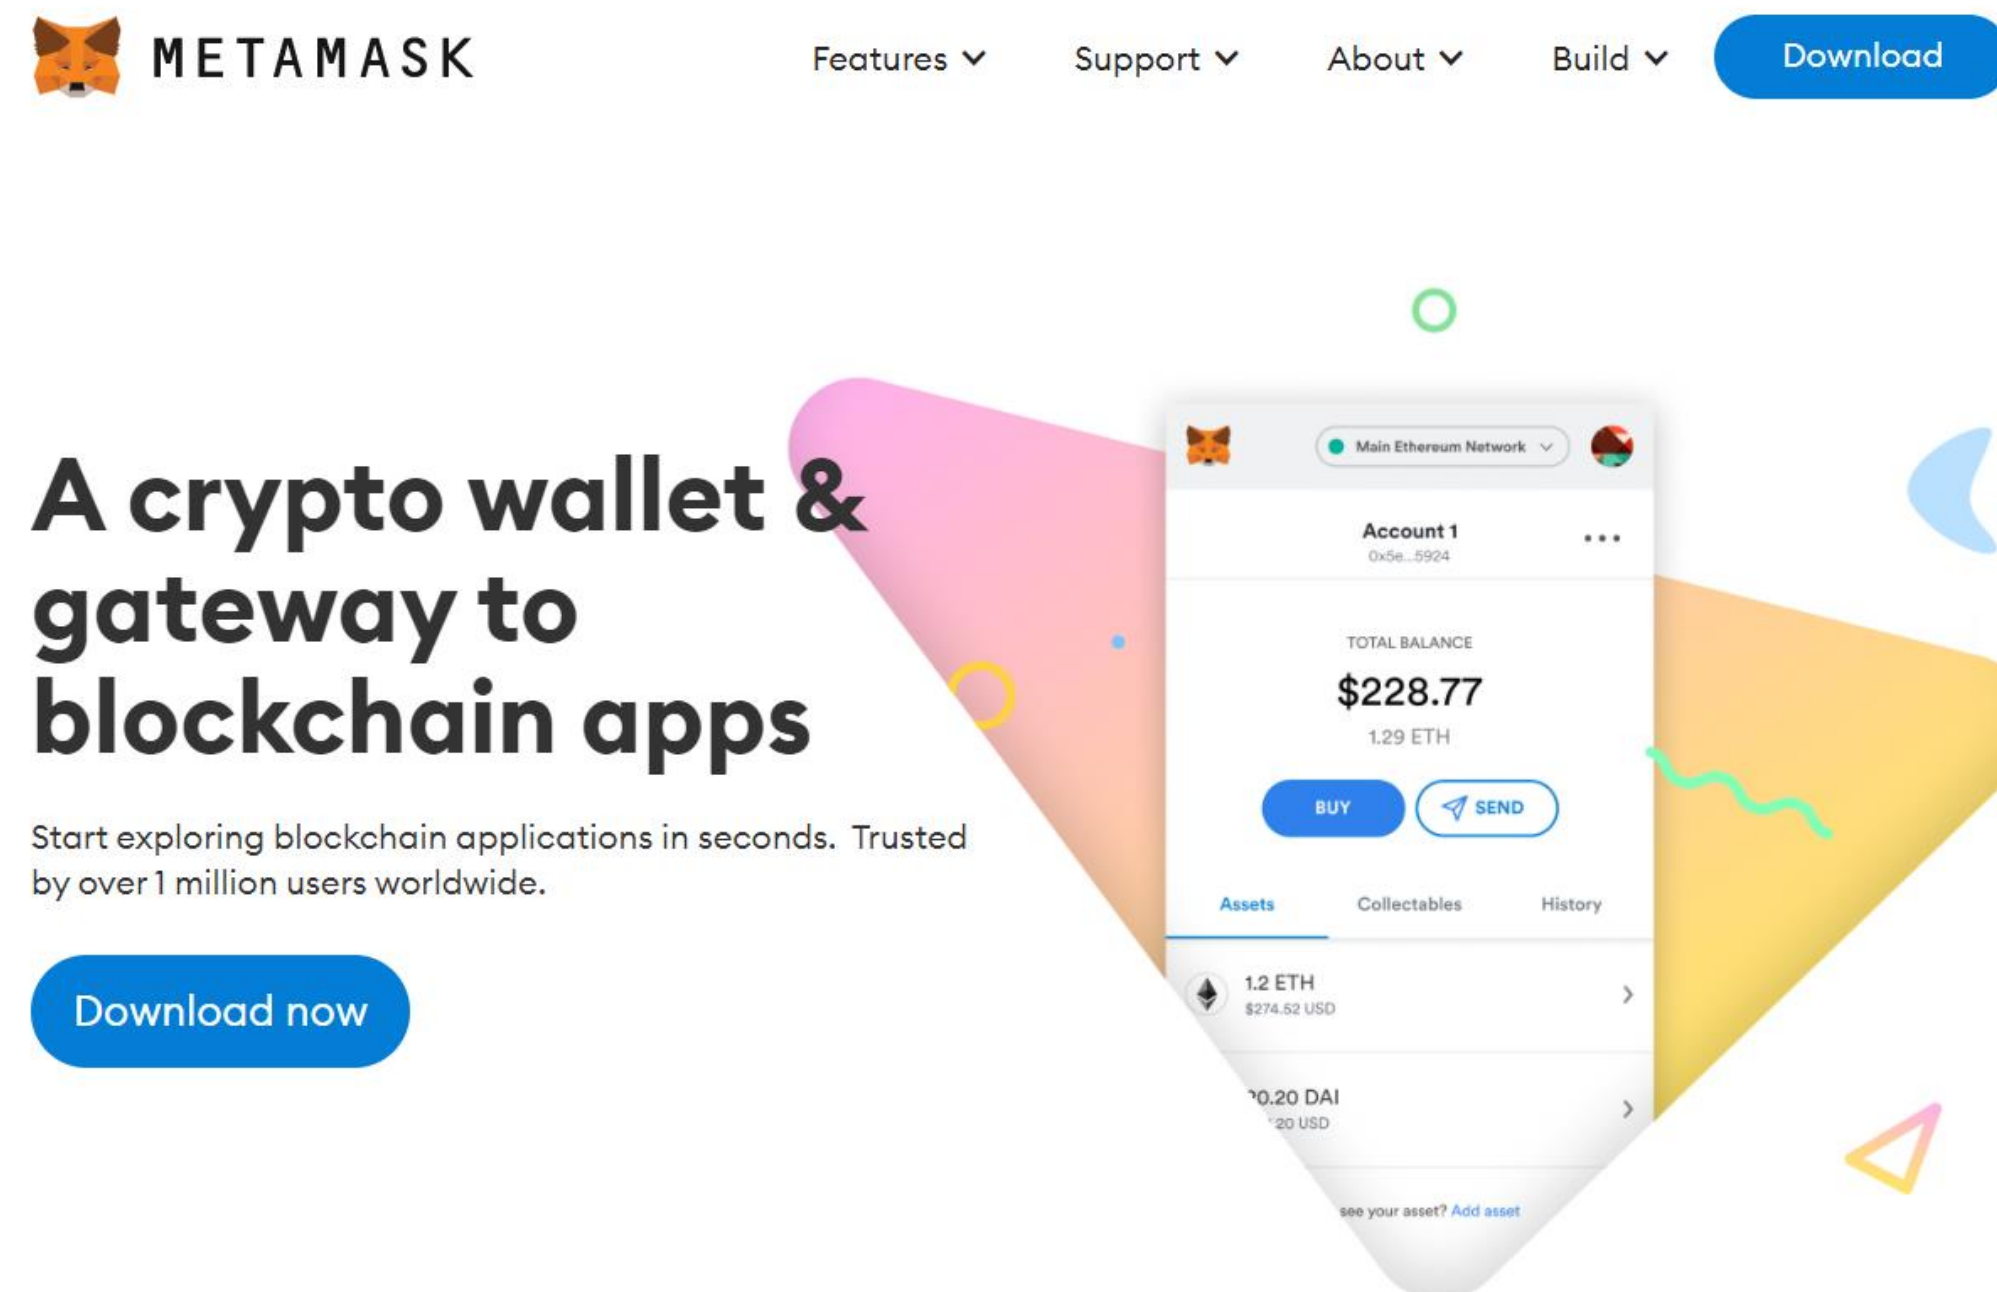 METAMASK
Features
Support
About
Build
Download
A crypto wallet &
gateway to
blockchain apps
Start exploring blockchain applications in seconds. Trusted
by over 1 million users worldwide.
Download now
Main Ethereum Network
Account 1
0x5e...5924
TOTAL BALANCE
$228.77
1.29 ETH
BUY
SEND
Assets
Collectables
History
1.2 ETH
$274.52 USD
0.20 DAI
20 USD
see your asset? Add asset